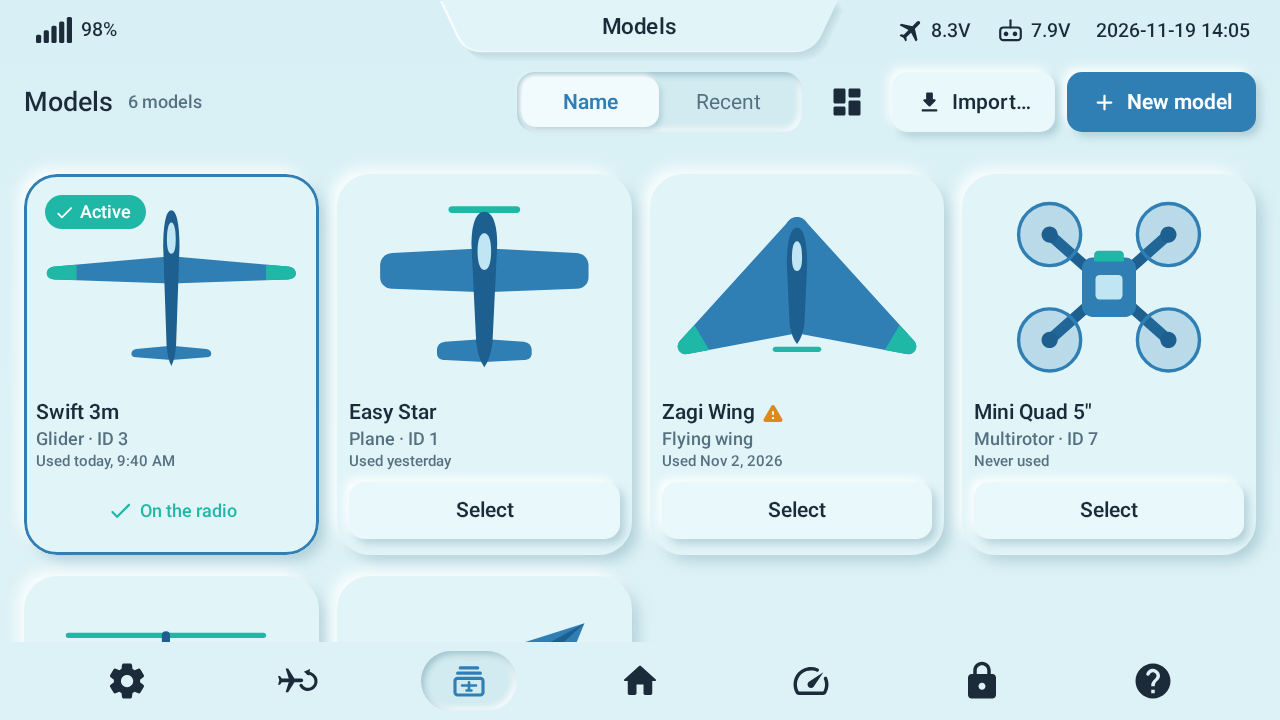 98%
Models
8.3V
7.9V
2026-11-19 14:05
Models
6 models
Name
Recent
Import...
New model
Active
Swift 3m
Glider · ID 3
Used today, 9:40 AM
On the radio
Easy Star
Plane · ID 1
Used yesterday
Select
Zagi Wing
Flying wing
Used Nov 2, 2026
Select
Mini Quad 5"
Multirotor · ID 7
Never used
Select